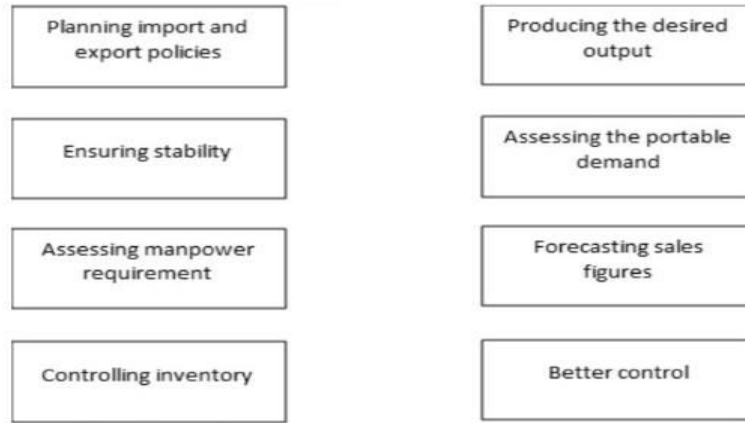 Planning import and
export policies
Producing the desired
output
Ensuring stability
Assessing the portable
demand
Assessing manpower
requirement
Forecasting sales
figures
Controlling inventory
Better control